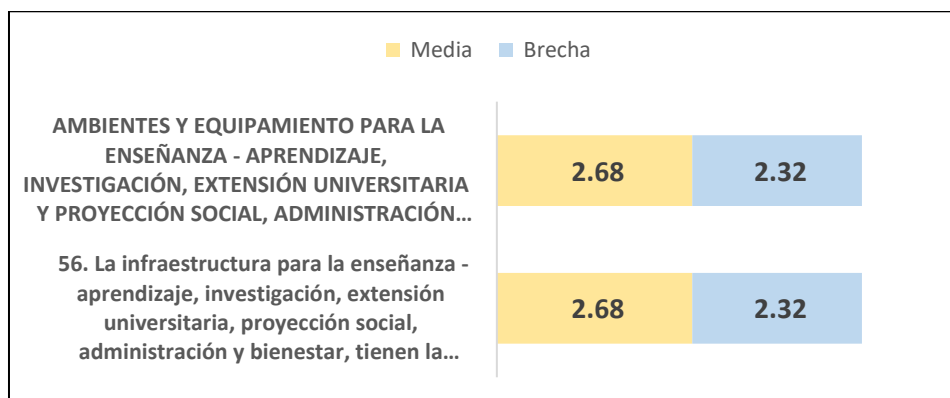 Media Brecha
AMBIENTES Y EQUIPAMIENTO PARA LA
ENSEÑANZA - APRENDIZAJE,
INVESTIGACIÓN, EXTENSIÓN UNIVERSITARIA
Y PROYECCIÓN SOCIAL, ADMINISTRACIÓN...
2.68 2.32
56. La infraestructura para la enseñanza -
aprendizaje, investigación, extensión
universitaria, proyección social,
administración y bienestar, tienen la...
2.68 2.32